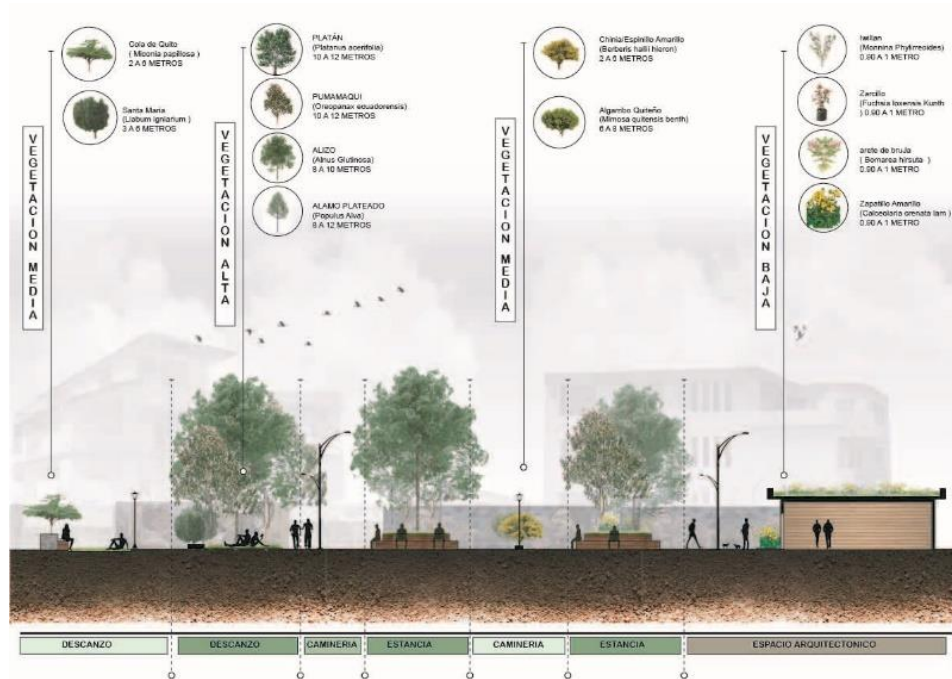 Cola de Quito
( Miconia papillosa )
2 A 6 METROS
Santa Maria
(Liabum igniarium )
3 A 6 METROS
VEGETACION MEDIA
PLATÁN
(Platanus acerifolia)
10 A 12 METROS
PUMAMAQUI
(Oreopanax ecuadorensis)
10 A 12 METROS
ALIZO
(Alnus Glutinosa)
8 A 10 METROS
ALAMO PLATEADO
(Populus Alva)
8 A 12 METROS
VEGETACION ALTA
Chinia/Espinillo Amarillo
(Berberis hallii hieron)
2 A 6 METROS
Algarrobo Quiteño
(Mimosa quitensis benth)
6 A 8 METROS
VEGETACION MEDIA
Iwillan
(Monnina Phylirreoides)
0.90 A 1 METRO
Zarcillo
(Fuchsia loxensis Kunth
) 0.90 A 1 METRO
arete de bruja
( Bomarea hirsuta )
0.90 A 1 METRO
Zapatillo Amarillo
(Calceolaria crenata lam )
0.90 A 1 METRO
VEGETACION BAJA
DESCANZO
DESCANZO
CAMINERIA
ESTANCIA
CAMINERIA
ESTANCIA
ESPACIO ARQUITECTONICO